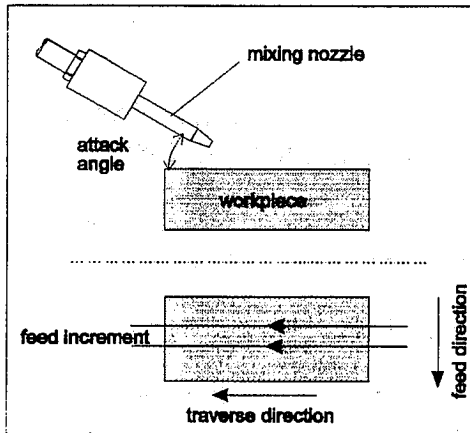 mixing nozzle
attack
angle
workpiece
feed increment
feed direction
traverse direction